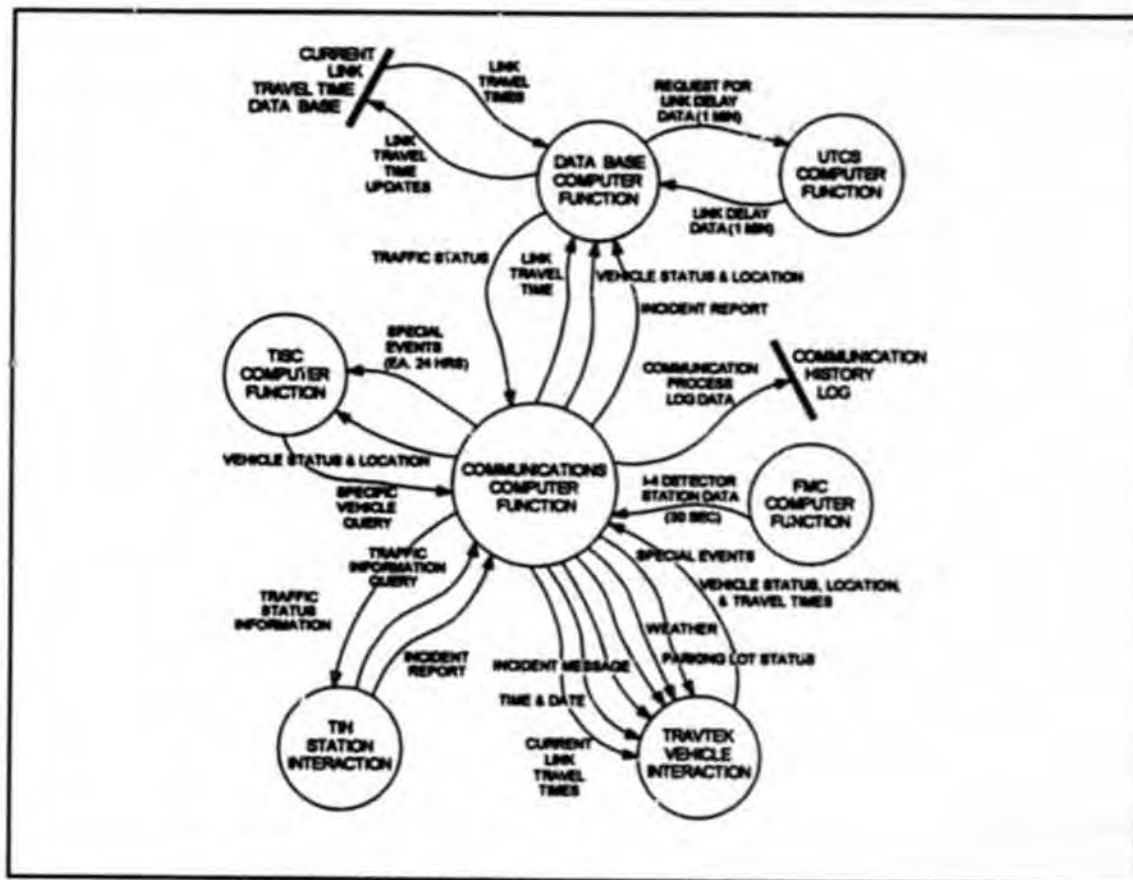 CURRENT
LINK
TRAVEL TIME
DATA BASE
LINK
TRAVEL
TIMES
REQUEST FOR
LINK DELAY
DATA (1 MIN)
LINK
TRAVEL
TIME
UPDATES
DATA BASE
COMPUTER
FUNCTION
UTCS
COMPUTER
FUNCTION
LINK DELAY
DATA (1 MIN)
TRAFFIC STATUS
LINK
TRAVEL
TIME
VEHICLE STATUS & LOCATION
INCIDENT REPORT
SPECIAL
EVENTS
(EA. 24 HRS)
TISC
COMPUTER
FUNCTION
COMMUNICATION
PROCESS
LOG DATA
COMMUNICATION
HISTORY
LOG
VEHICLE STATUS & LOCATION
COMMUNICATIONS
COMPUTER
FUNCTION
I-4 DETECTOR
STATION DATA
(30 SEC)
FMC
COMPUTER
FUNCTION
SPECIFIC
VEHICLE
QUERY
TRAFFIC
INFORMATION
QUERY
SPECIAL EVENTS
VEHICLE STATUS, LOCATION,
& TRAVEL TIMES
TRAFFIC
STATUS
INFORMATION
WEATHER
INCIDENT
REPORT
INCIDENT MESSAGE
PARKING LOT STATUS
TIME & DATE
TIH
STATION
INTERACTION
CURRENT
LINK
TRAVEL
TIMES
TRAVTEK
VEHICLE
INTERACTION